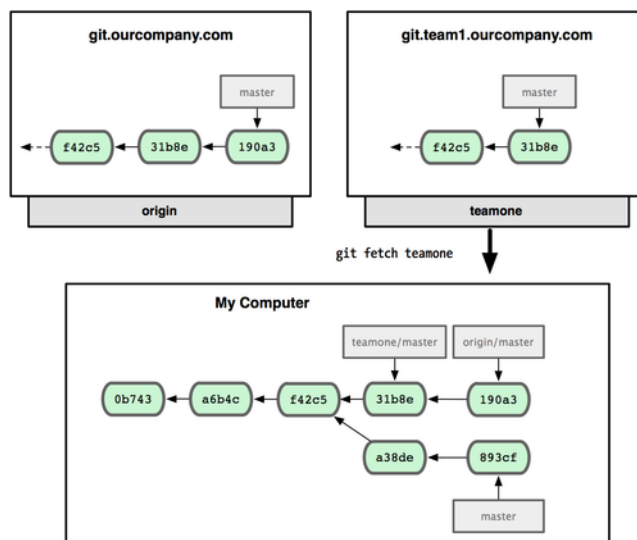 git.ourcompany.com
master
f42c5 31b8e 190a3
origin
git.team1.ourcompany.com
master
f42c5 31b8e
teamone
git fetch teamone
My Computer
teamone/master origin/master
0b743 a6b4c f42c5 31b8e 190a3
a38de 893cf
master